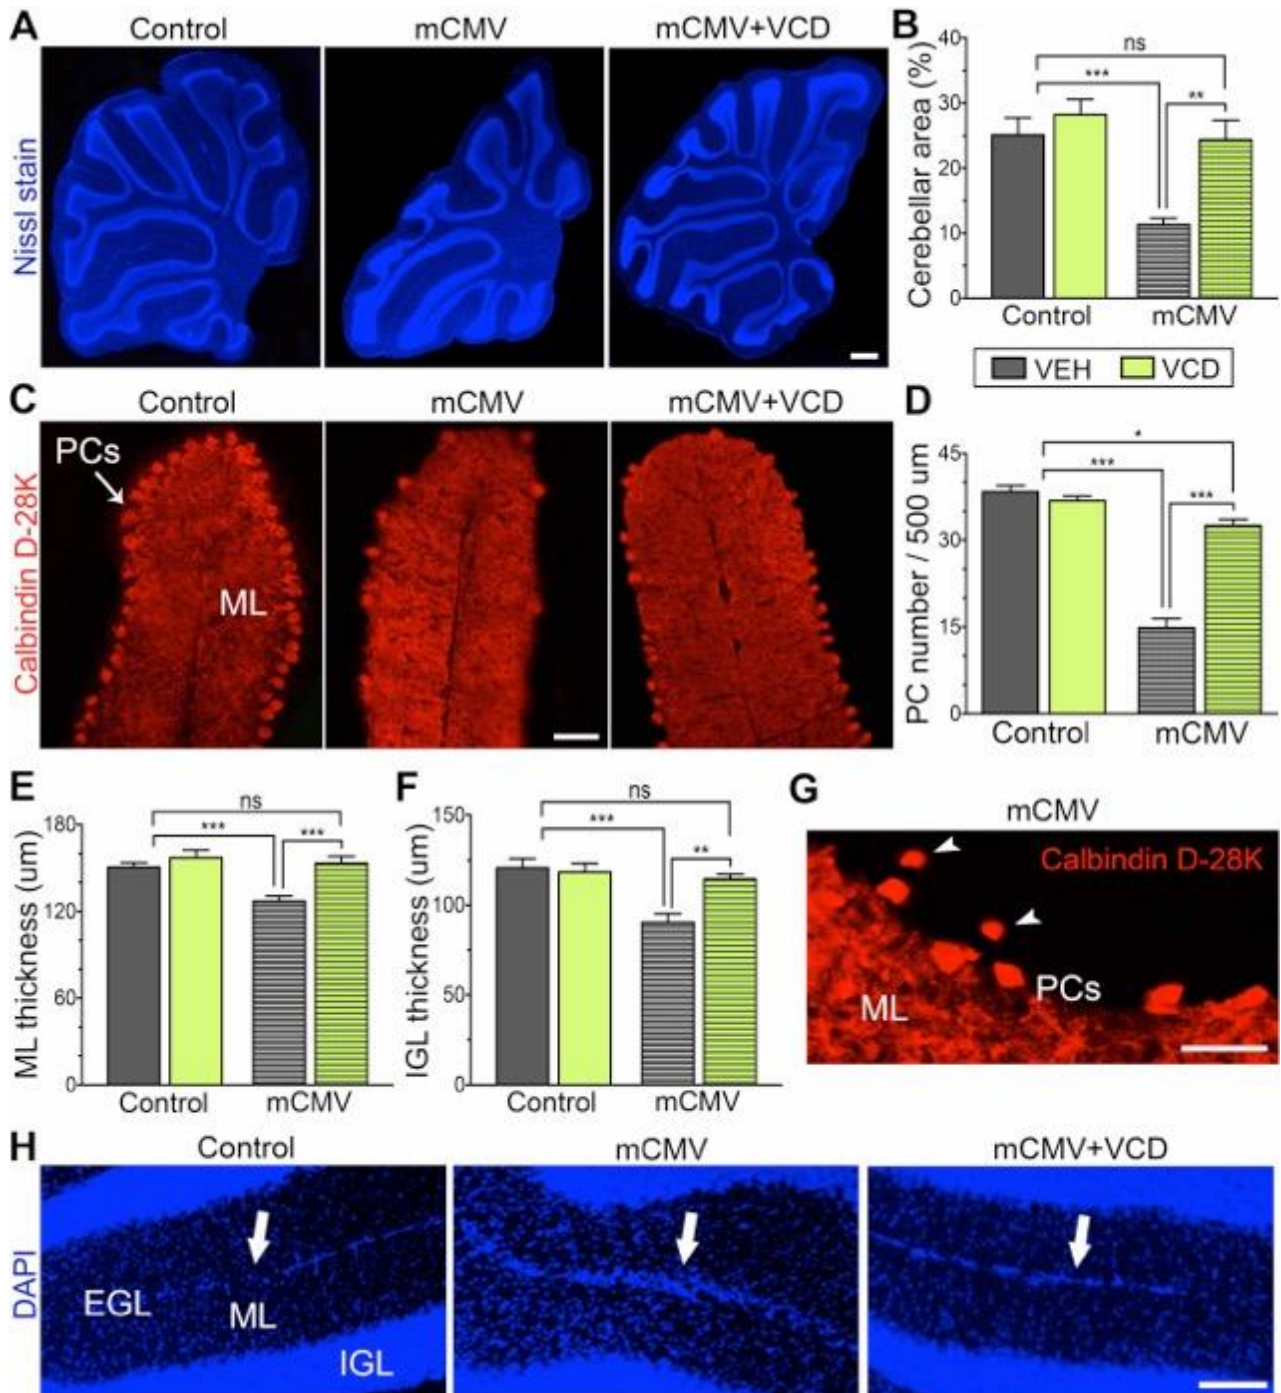 A
Control
mCMV
mCMV+VCD
Nissl stain
B
Cerebellar area (%)
40
30
20
10
0
ns
***
**
Control
mCMV
VEH
VCD
C
Control
mCMV
mCMV+VCD
Calbindin D-28K
PCs
ML
D
PC number / 500 um
45
30
15
0
*
***
***
Control
mCMV
E
ML thickness (um)
180
120
60
0
ns
***
***
Control
mCMV
F
IGL thickness (um)
150
100
50
0
ns
***
**
Control
mCMV
G
mCMV
Calbindin D-28K
PCs
ML
H
Control
mCMV
mCMV+VCD
DAPI
EGL
ML
IGL